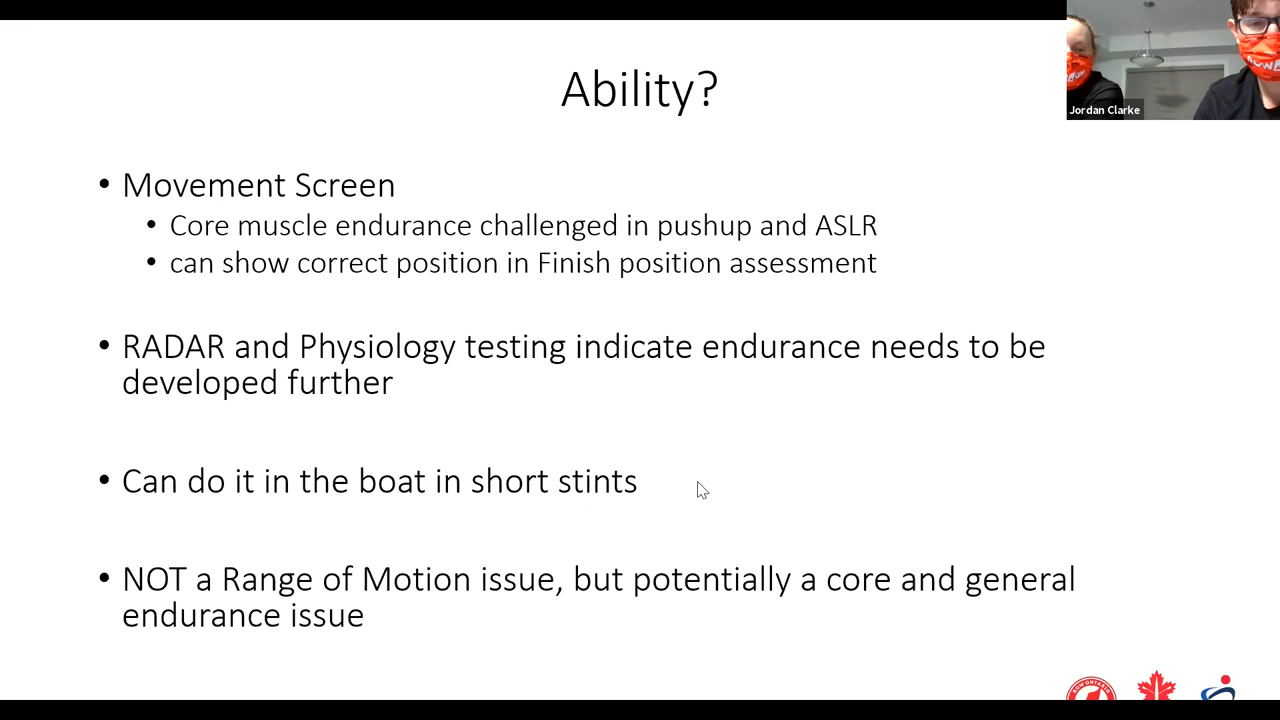 Ability?
Jordan Clarke
• Movement Screen
• Core muscle endurance challenged in pushup and ASLR
• can show correct position in Finish position assessment
• RADAR and Physiology testing indicate endurance needs to be
developed further
• Can do it in the boat in short stints
• NOT a Range of Motion issue, but potentially a core and general
endurance issue
ROW ONTARIO